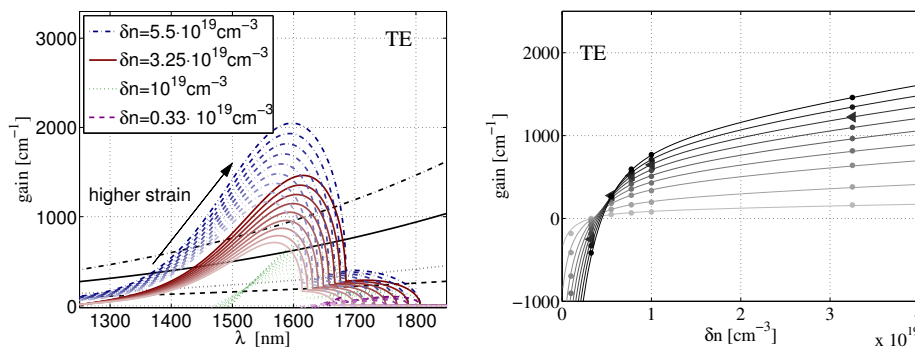 3000
2000
1000
0
gain [cm⁻¹]
1300 1400 1500 1600 1700 1800
λ [nm]
δn=5.5·10¹⁹cm⁻³
δn=3.25·10¹⁹cm⁻³
δn=10¹⁹cm⁻³
δn=0.33·10¹⁹cm⁻³
TE
higher strain
2000
1000
0
−1000
gain [cm⁻¹]
0 1 2 3
δn [cm⁻³]
x 10¹⁹
TE